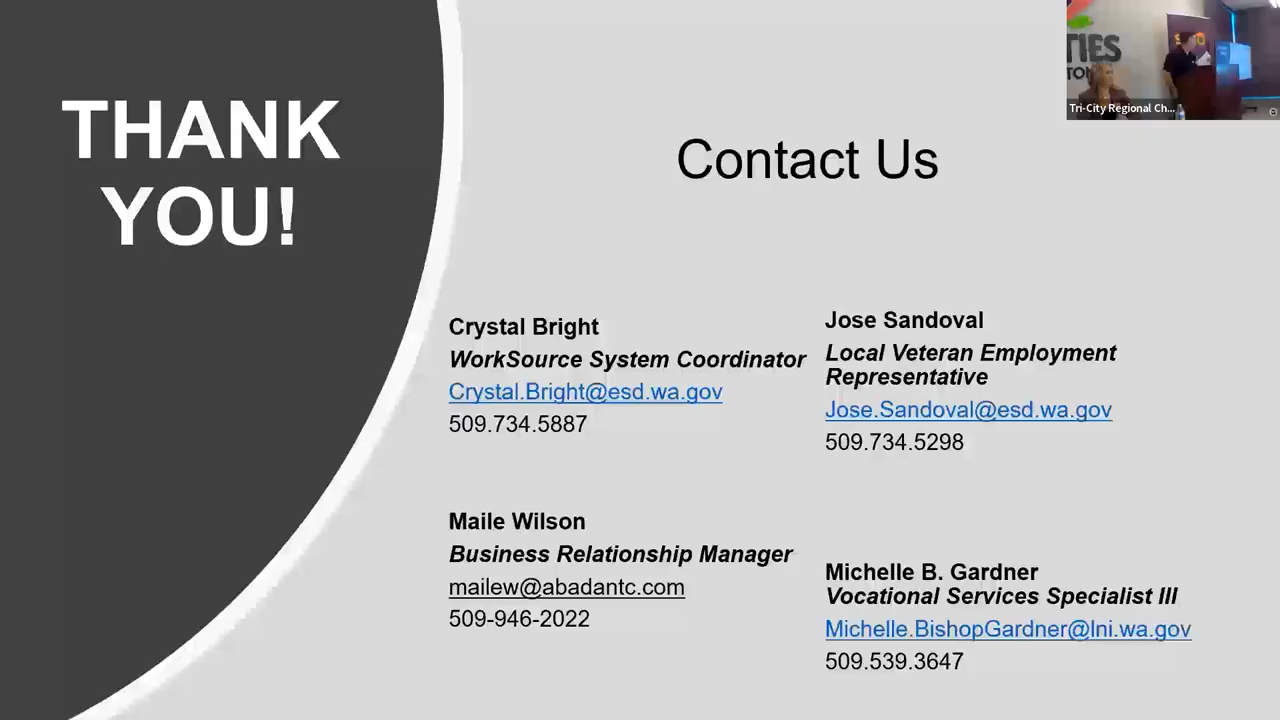 THANK
YOU!
Contact Us
Crystal Bright
WorkSource System Coordinator
Crystal.Bright@esd.wa.gov
509.734.5887
Jose Sandoval
Local Veteran Employment
Representative
Jose.Sandoval@esd.wa.gov
509.734.5298
Maile Wilson
Business Relationship Manager
mailew@abadantc.com
509-946-2022
Michelle B. Gardner
Vocational Services Specialist III
Michelle.BishopGardner@lni.wa.gov
509.539.3647
TIES
TON
Tri-City Regional Ch...